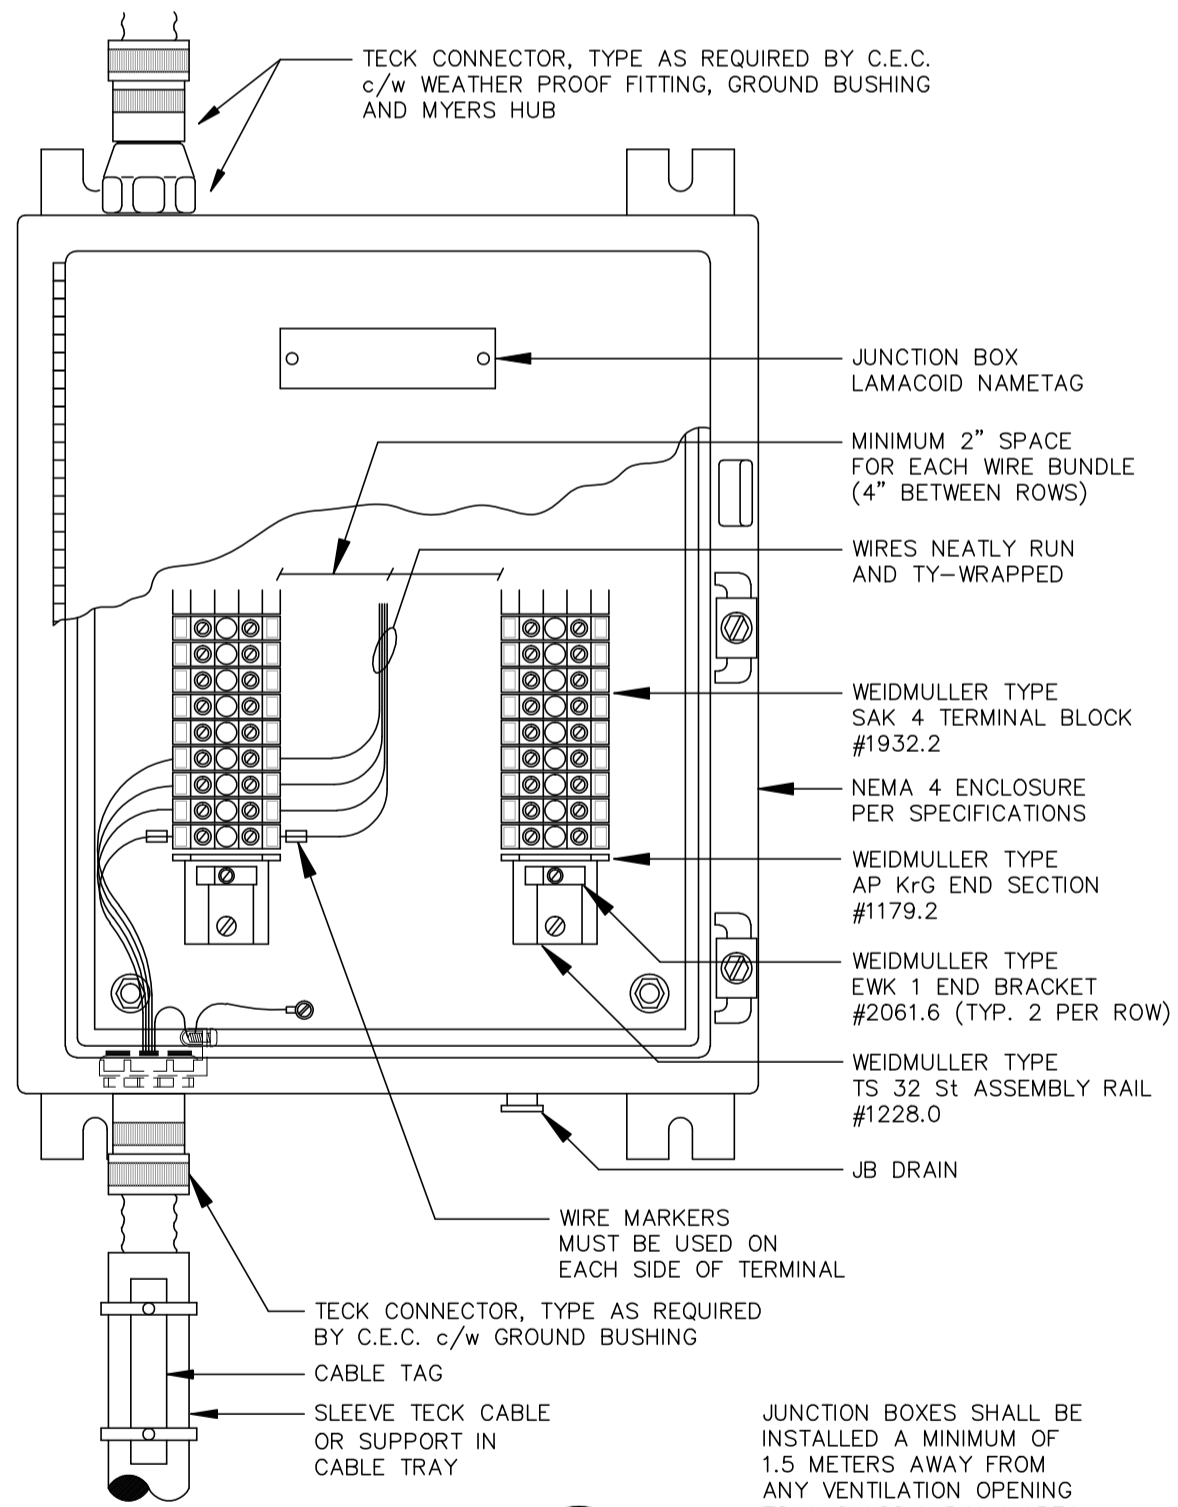 TECK CONNECTOR, TYPE AS REQUIRED BY C.E.C.
c/w WEATHER PROOF FITTING, GROUND BUSHING
AND MYERS HUB
JUNCTION BOX
LAMACOID NAMETAG
MINIMUM 2" SPACE
FOR EACH WIRE BUNDLE
(4" BETWEEN ROWS)
WIRES NEATLY RUN
AND TY-WRAPPED
WEIDMULLER TYPE
SAK 4 TERMINAL BLOCK
#1932.2
NEMA 4 ENCLOSURE
PER SPECIFICATIONS
WEIDMULLER TYPE
AP KrG END SECTION
#1179.2
WEIDMULLER TYPE
EWK 1 END BRACKET
#2061.6 (TYP. 2 PER ROW)
WEIDMULLER TYPE
TS 32 St ASSEMBLY RAIL
#1228.0
JB DRAIN
WIRE MARKERS
MUST BE USED ON
EACH SIDE OF TERMINAL
TECK CONNECTOR, TYPE AS REQUIRED
BY C.E.C. c/w GROUND BUSHING
CABLE TAG
SLEEVE TECK CABLE
OR SUPPORT IN
CABLE TRAY
JUNCTION BOXES SHALL BE
INSTALLED A MINIMUM OF
1.5 METERS AWAY FROM
ANY VENTILATION OPENING